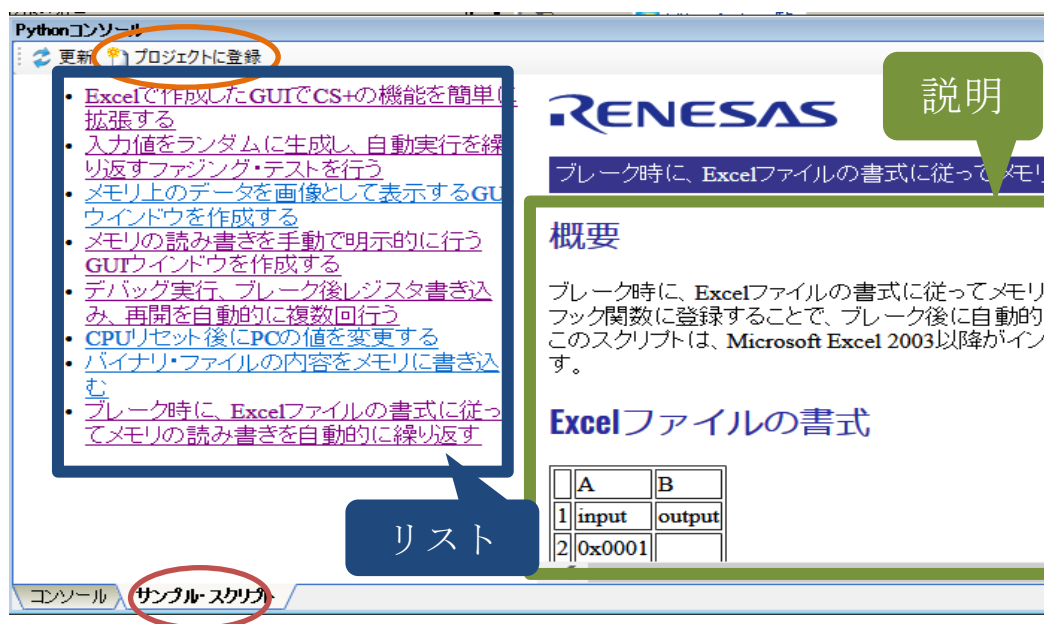 Pythonコンソール
更新 プロジェクトに登録
説明
• Excelで作成したGUIでCS+の機能を簡単に
拡張する
• 入力値をランダムに生成し、自動実行を繰
り返すファジング・テストを行う
• メモリ上のデータを画像として表示するGU
ウインドウを作成する
• メモリの読み書きを手動で明示的に行う
GUIウインドウを作成する
• デバッグ実行、ブレーク後レジスタ書き込
み、再開を自動的に複数回行う
• CPUリセット後にPCの値を変更する
• バイナリ・ファイルの内容をメモリに書き込
む
• ブレーク時に、Excelファイルの書式に従っ
てメモリの読み書きを自動的に繰り返す
リスト
RENESAS
ブレーク時に、Excelファイルの書式に従ってメモリ
概要
ブレーク時に、Excelファイルの書式に従ってメモリ
フック関数に登録することで、ブレーク後に自動的
このスクリプトは、Microsoft Excel 2003以降がイン
す。
Excelファイルの書式
A B
1 input output
2 0x0001
コンソール サンプル・スクリプト